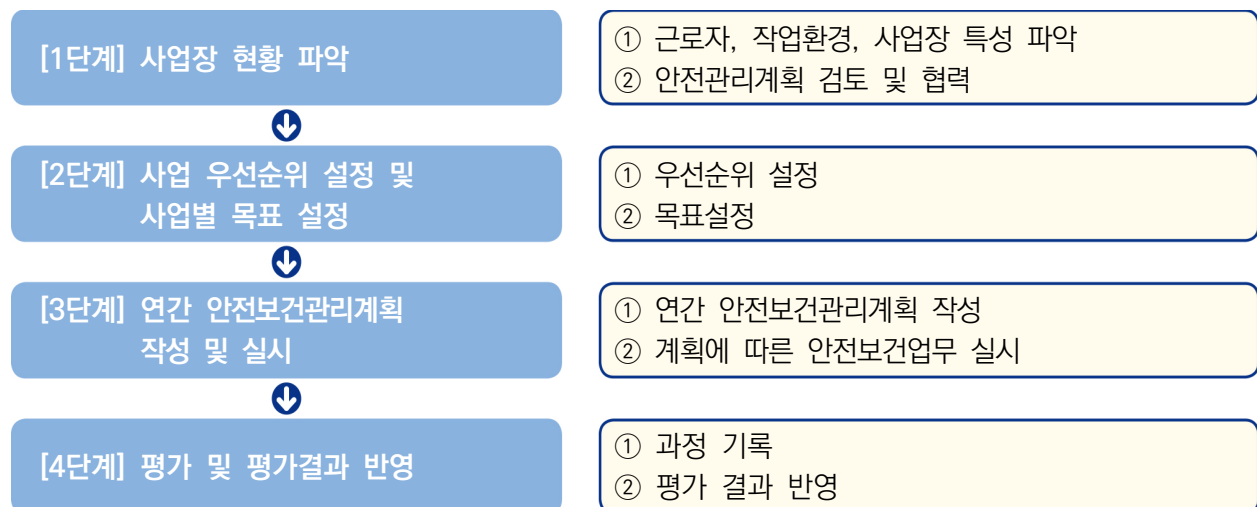 [1단계] 사업장 현황 파악
① 근로자, 작업환경, 사업장 특성 파악
② 안전관리계획 검토 및 협력
[2단계] 사업 우선순위 설정 및
사업별 목표 설정
① 우선순위 설정
② 목표설정
[3단계] 연간 안전보건관리계획
작성 및 실시
① 연간 안전보건관리계획 작성
② 계획에 따른 안전보건업무 실시
[4단계] 평가 및 평가결과 반영
① 과정 기록
② 평가 결과 반영